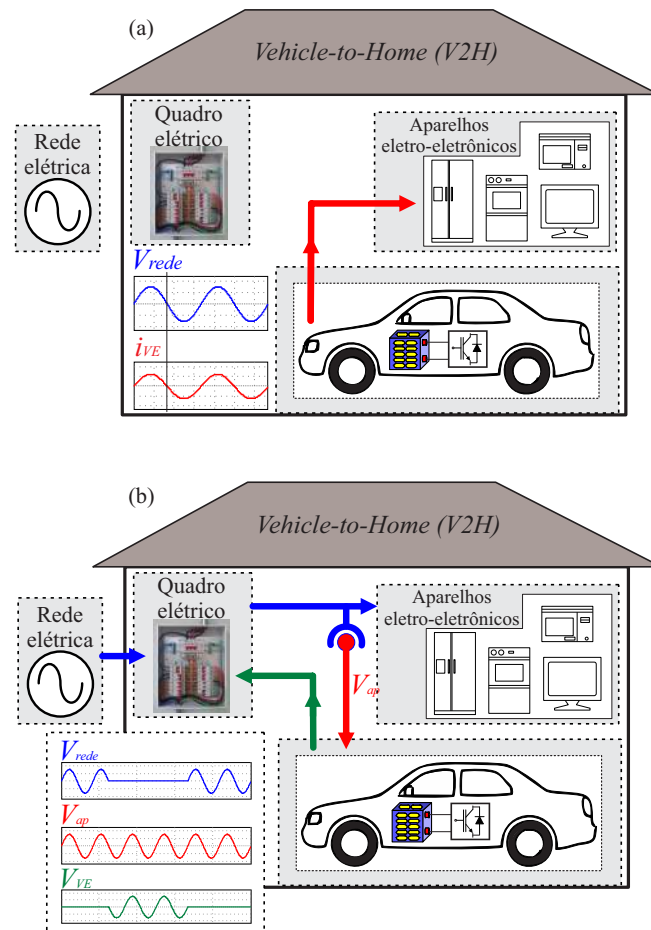 (a)
Vehicle-to-Home (V2H)
Quadro
elétrico
Rede
elétrica
Aparelhos
eletro-eletrônicos
Vrede
iVE
(b)
Vehicle-to-Home (V2H)
Quadro
elétrico
Rede
elétrica
Aparelhos
eletro-eletrônicos
Vap
Vrede
Vap
VVE